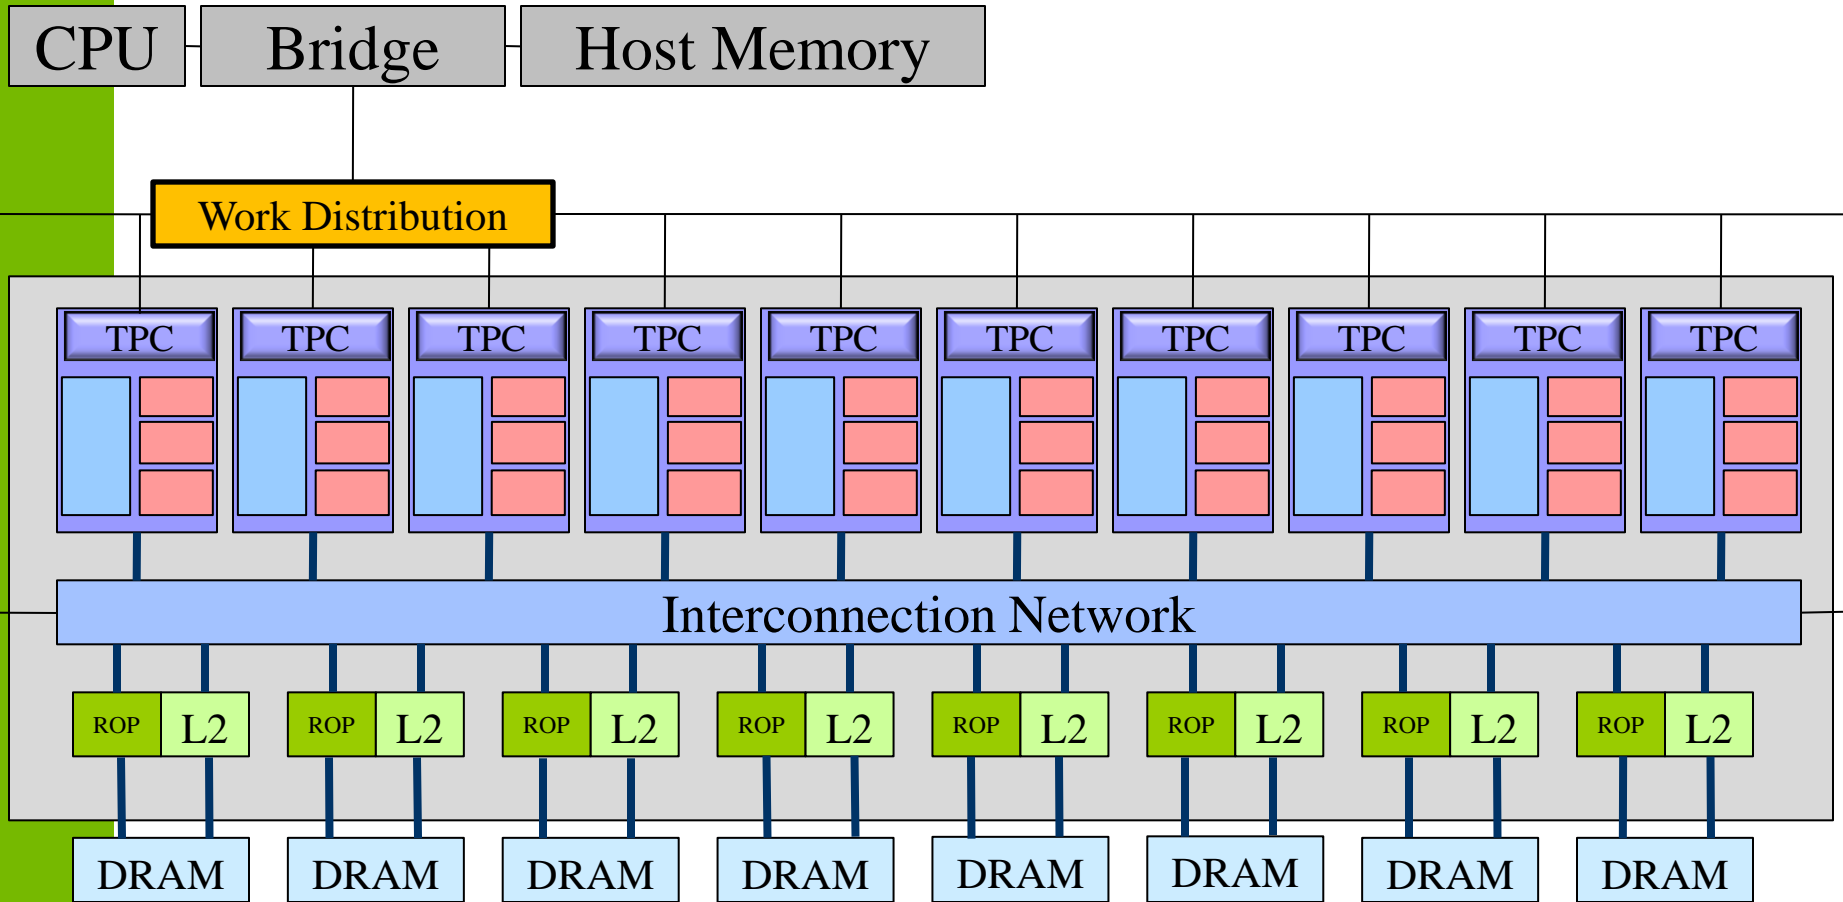 CPU
Bridge
Host Memory
Work Distribution
TPC
TPC
TPC
TPC
TPC
TPC
TPC
TPC
TPC
TPC
Interconnection Network
ROP
L2
ROP
L2
ROP
L2
ROP
L2
ROP
L2
ROP
L2
ROP
L2
ROP
L2
DRAM
DRAM
DRAM
DRAM
DRAM
DRAM
DRAM
DRAM